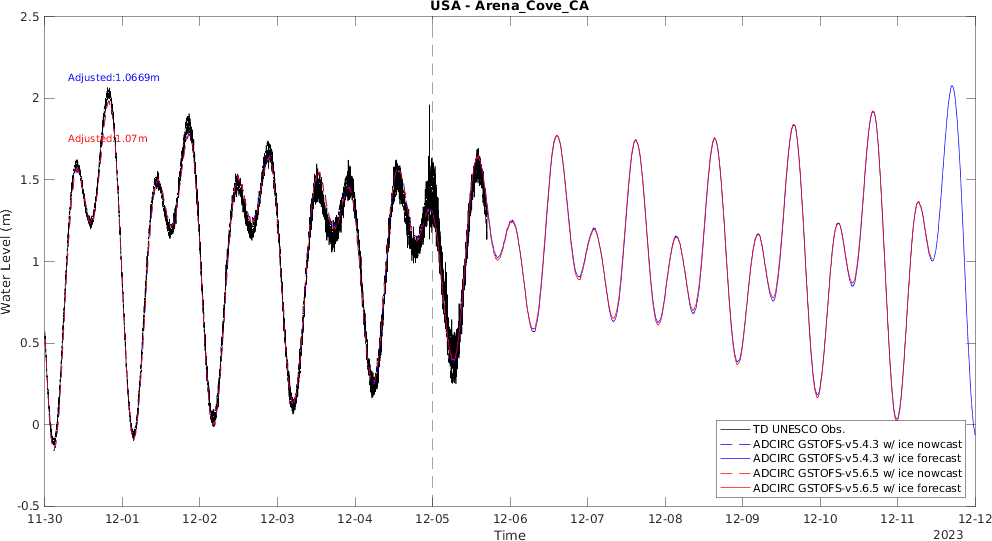 USA - Arena_Cove_CA
2.5
2
1.5
1
0.5
0
-0.5
Water Level (m)
Adjusted:1.0669m
Adjusted:1.07m
TD UNESCO Obs.
ADCIRC GSTOFS-v5.4.3 w/ ice nowcast
ADCIRC GSTOFS-v5.4.3 w/ ice forecast
ADCIRC GSTOFS-v5.6.5 w/ ice nowcast
ADCIRC GSTOFS-v5.6.5 w/ ice forecast
11-30 12-01 12-02 12-03 12-04 12-05 12-06 12-07 12-08 12-09 12-10 12-11 12-12
Time
2023